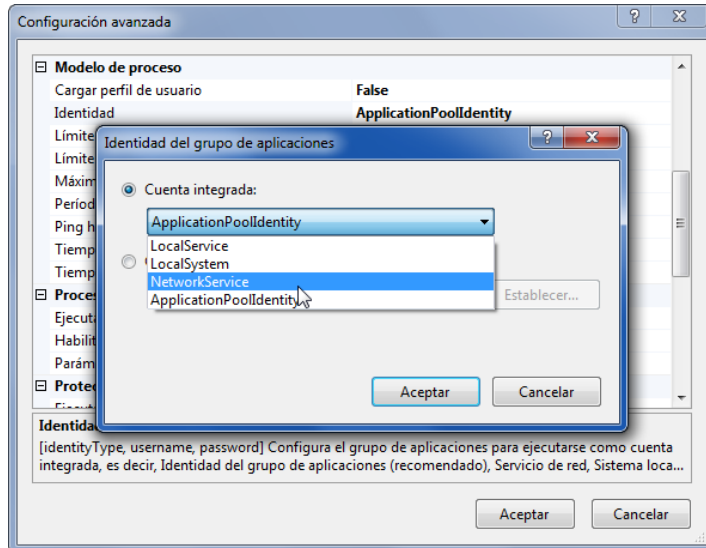 Configuración avanzada
Modelo de proceso
Cargar perfil de usuario False
Identidad ApplicationPoolIdentity
Límite
Identidad del grupo de aplicaciones
Límite
Máxim
Cuenta integrada:
Períod
ApplicationPoolIdentity
Ping h
LocalService
Tiemp
LocalSystem
Tiemp
NetworkService
Proces
ApplicationPoolIdentity
Establecer...
Ejecuta
Habilit
Parám
Protec
Aceptar Cancelar
Identida
[identityType, username, password] Configura el grupo de aplicaciones para ejecutarse como cuenta
integrada, es decir, Identidad del grupo de aplicaciones (recomendado), Servicio de red, Sistema loca...
Aceptar Cancelar